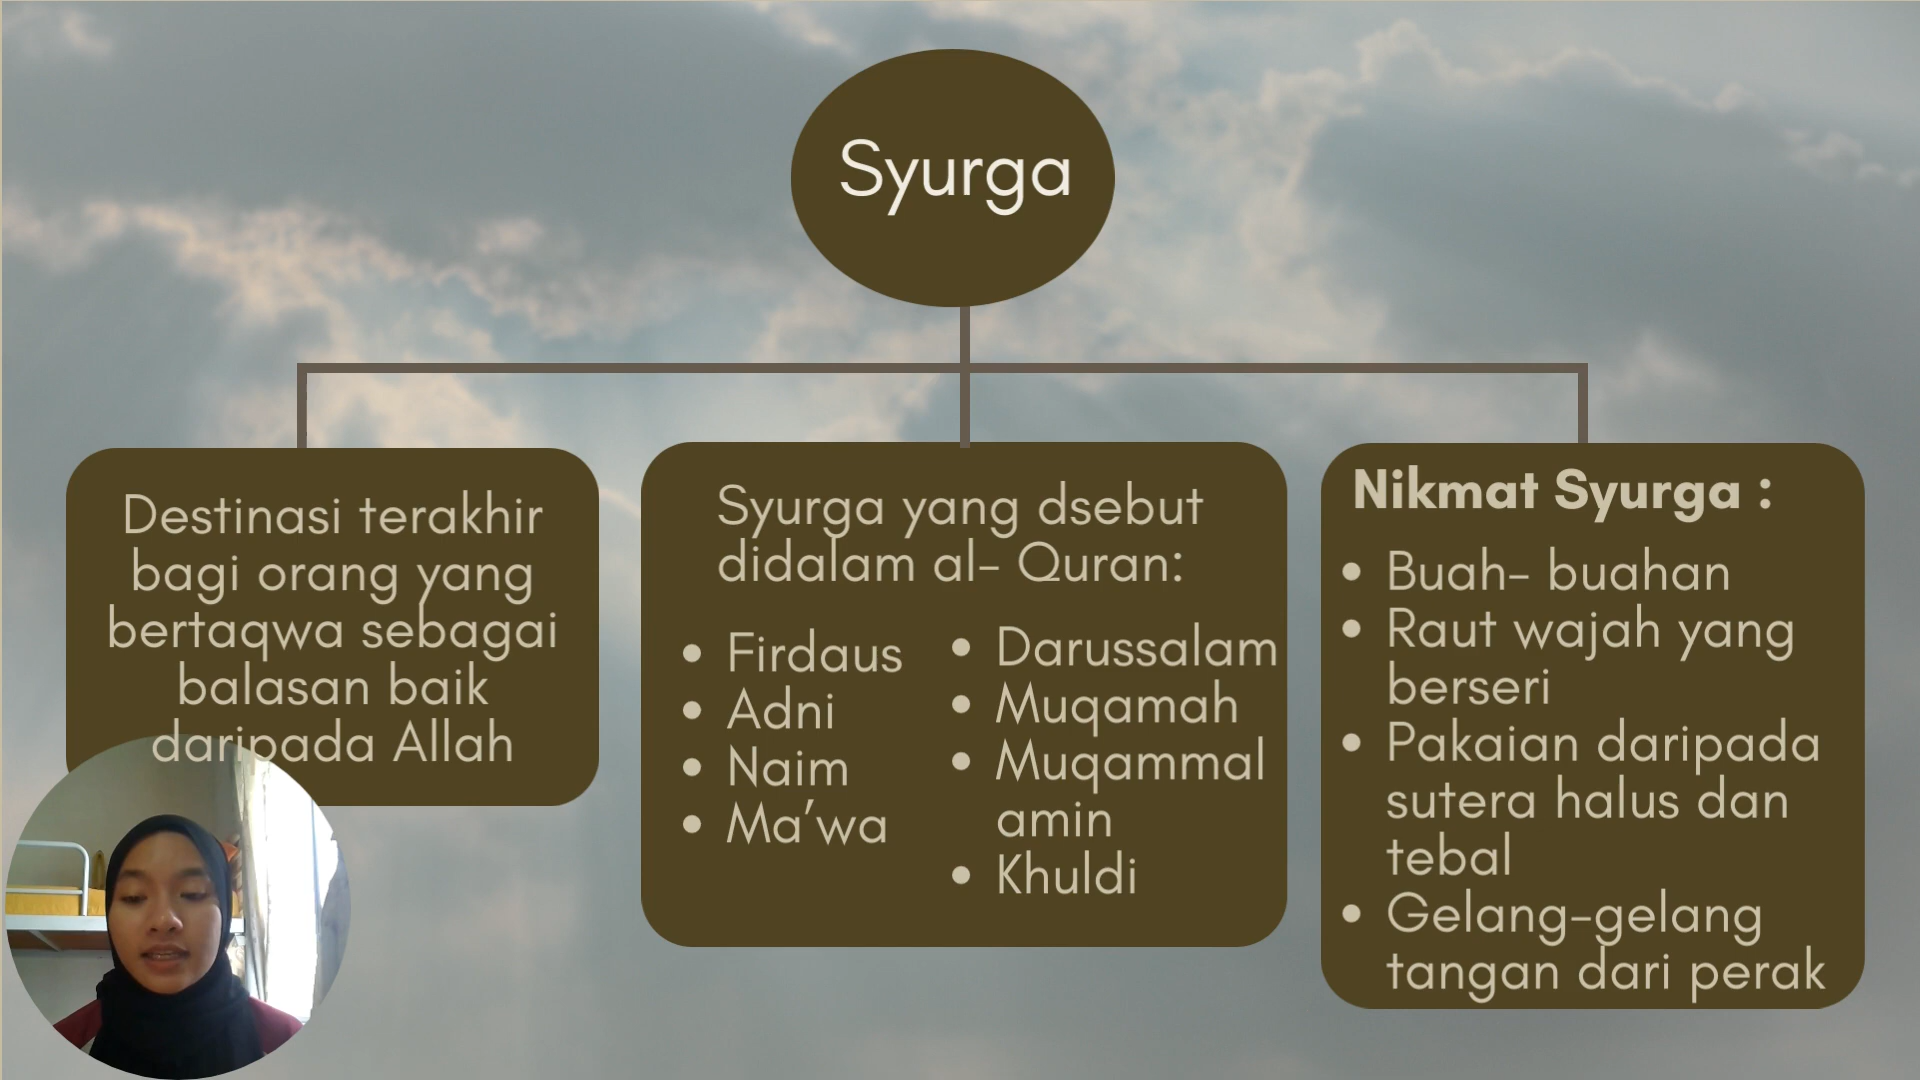 Syurga
Destinasi terakhir
bagi orang yang
bertaqwa sebagai
balasan baik
daripada Allah
Syurga yang dsebut
didalam al- Quran:
• Firdaus
• Adni
• Naim
• Ma'wa
• Darussalam
• Muqamah
• Muqammal
amin
• Khuldi
Nikmat Syurga :
• Buah- buahan
• Raut wajah yang
berseri
• Pakaian daripada
sutera halus dan
tebal
• Gelang-gelang
tangan dari perak